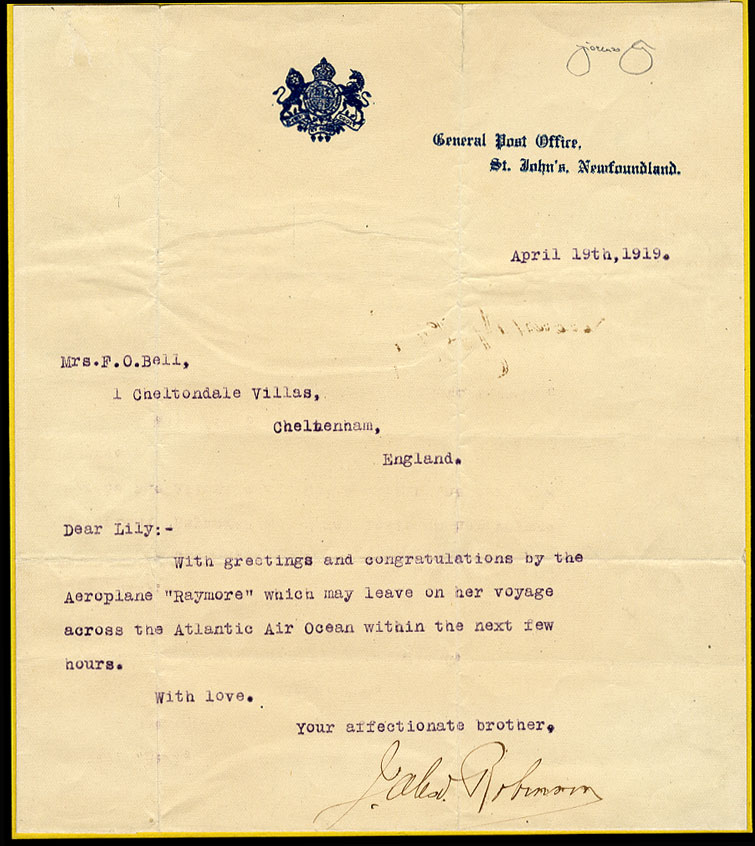 General Post Office,
St. John's, Newfoundland.
April 19th, 1919.
Mrs. F. O. Bell,
1 Cheltondale Villas,
Cheltenham,
England.
Dear Lily:-
With greetings and congratulations by the
Aeroplane "Raymore" which may leave on her voyage
across the Atlantic Air Ocean within the next few
hours.
With love.
Your affectionate brother,
J. Alex. Robinson